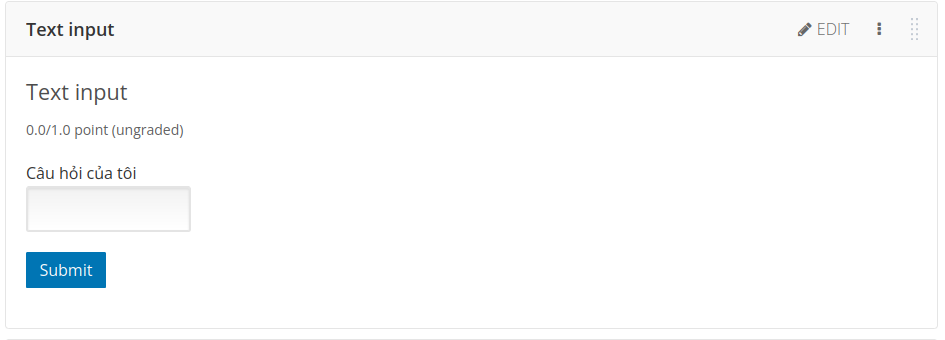 Text input
EDIT
Text input
0.0/1.0 point (ungraded)
Câu hỏi của tôi
Submit